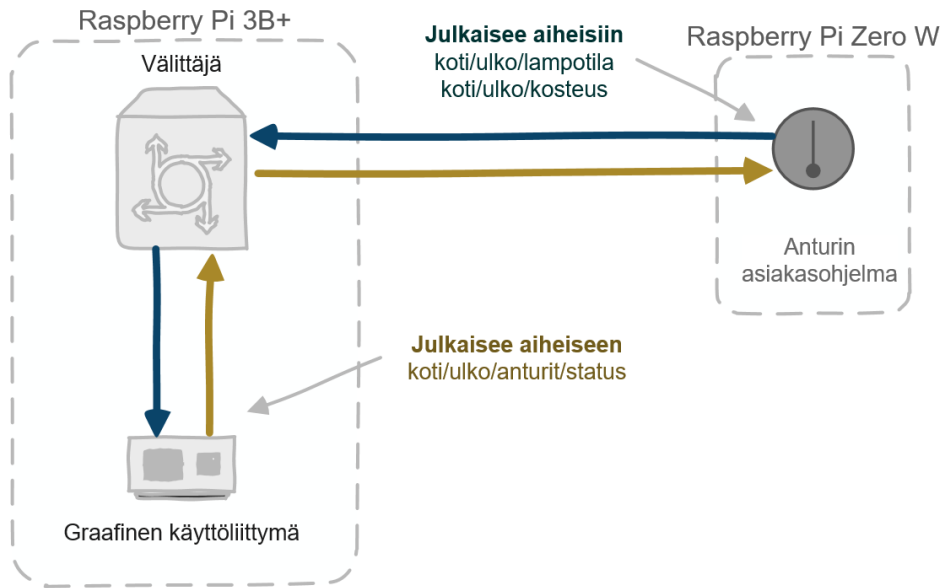 Raspberry Pi 3B+
Välittäjä
Julkaisee aiheisiin
koti/ulko/lampotila
koti/ulko/kosteus
Raspberry Pi Zero W
Anturin
asiakasohjelma
Julkaisee aiheiseen
koti/ulko/anturit/status
Graafinen käyttöliittymä